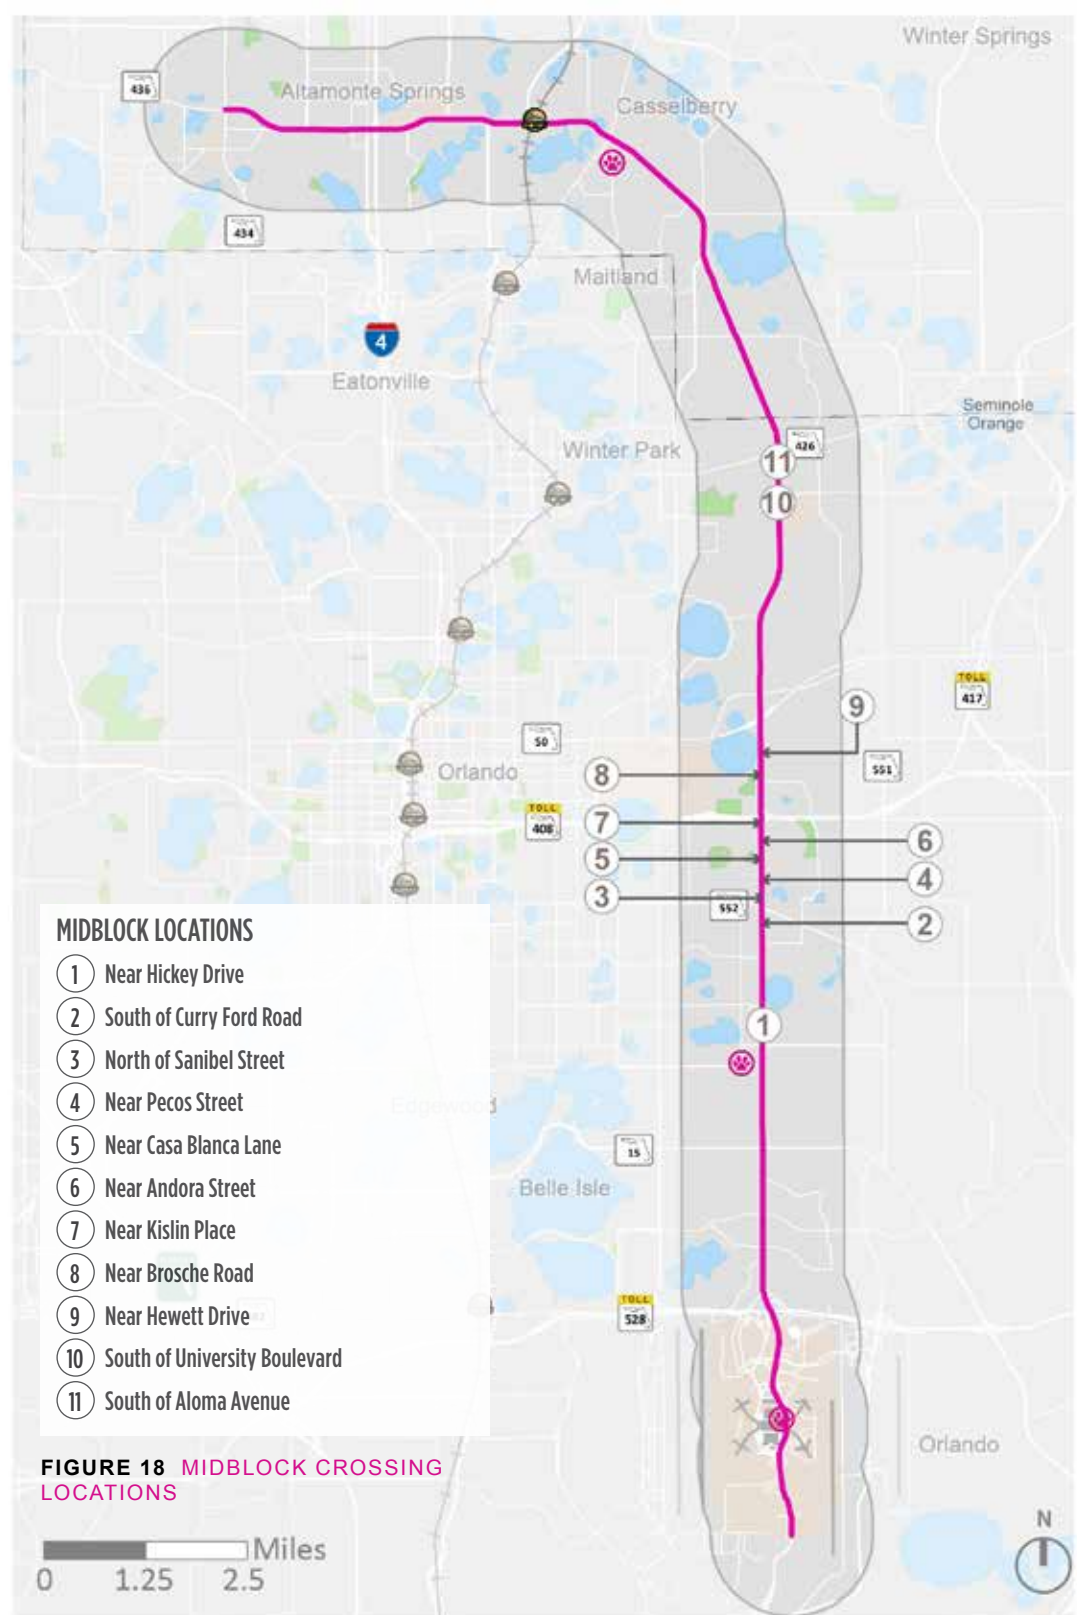 Winter Springs
436
Altamonte Springs
Casselberry
434
Maitland
4
Eatonville
Seminole
Orange
Winter Park
426
11
10
TOLL
417
9
50
551
Orlando
8
TOLL
408
7
6
5
4
3
552
2
MIDBLOCK LOCATIONS
1 Near Hickey Drive
2 South of Curry Ford Road
3 North of Sanibel Street
4 Near Pecos Street
5 Near Casa Blanca Lane
6 Near Andora Street
7 Near Kislin Place
8 Near Brosche Road
9 Near Hewett Drive
10 South of University Boulevard
11 South of Aloma Avenue
1
Edgewood
15
Belle Isle
TOLL
528
Orlando
FIGURE 18 MIDBLOCK CROSSING
LOCATIONS
N
Miles
0 1.25 2.5